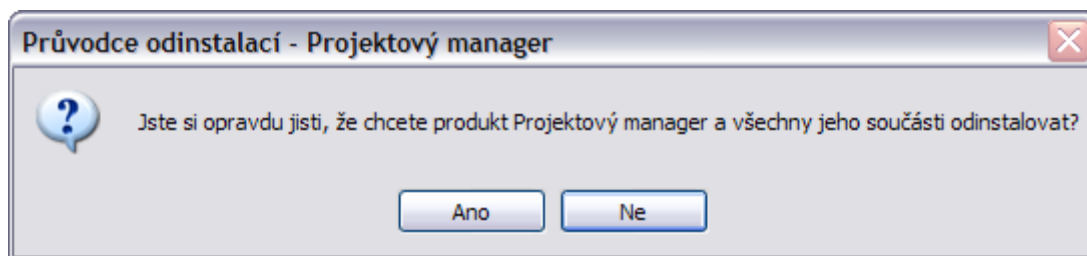 Průvodce odinstalací - Projektový manager
Jste si opravdu jisti, že chcete produkt Projektový manager a všechny jeho součásti odinstalovat?
Ano
Ne